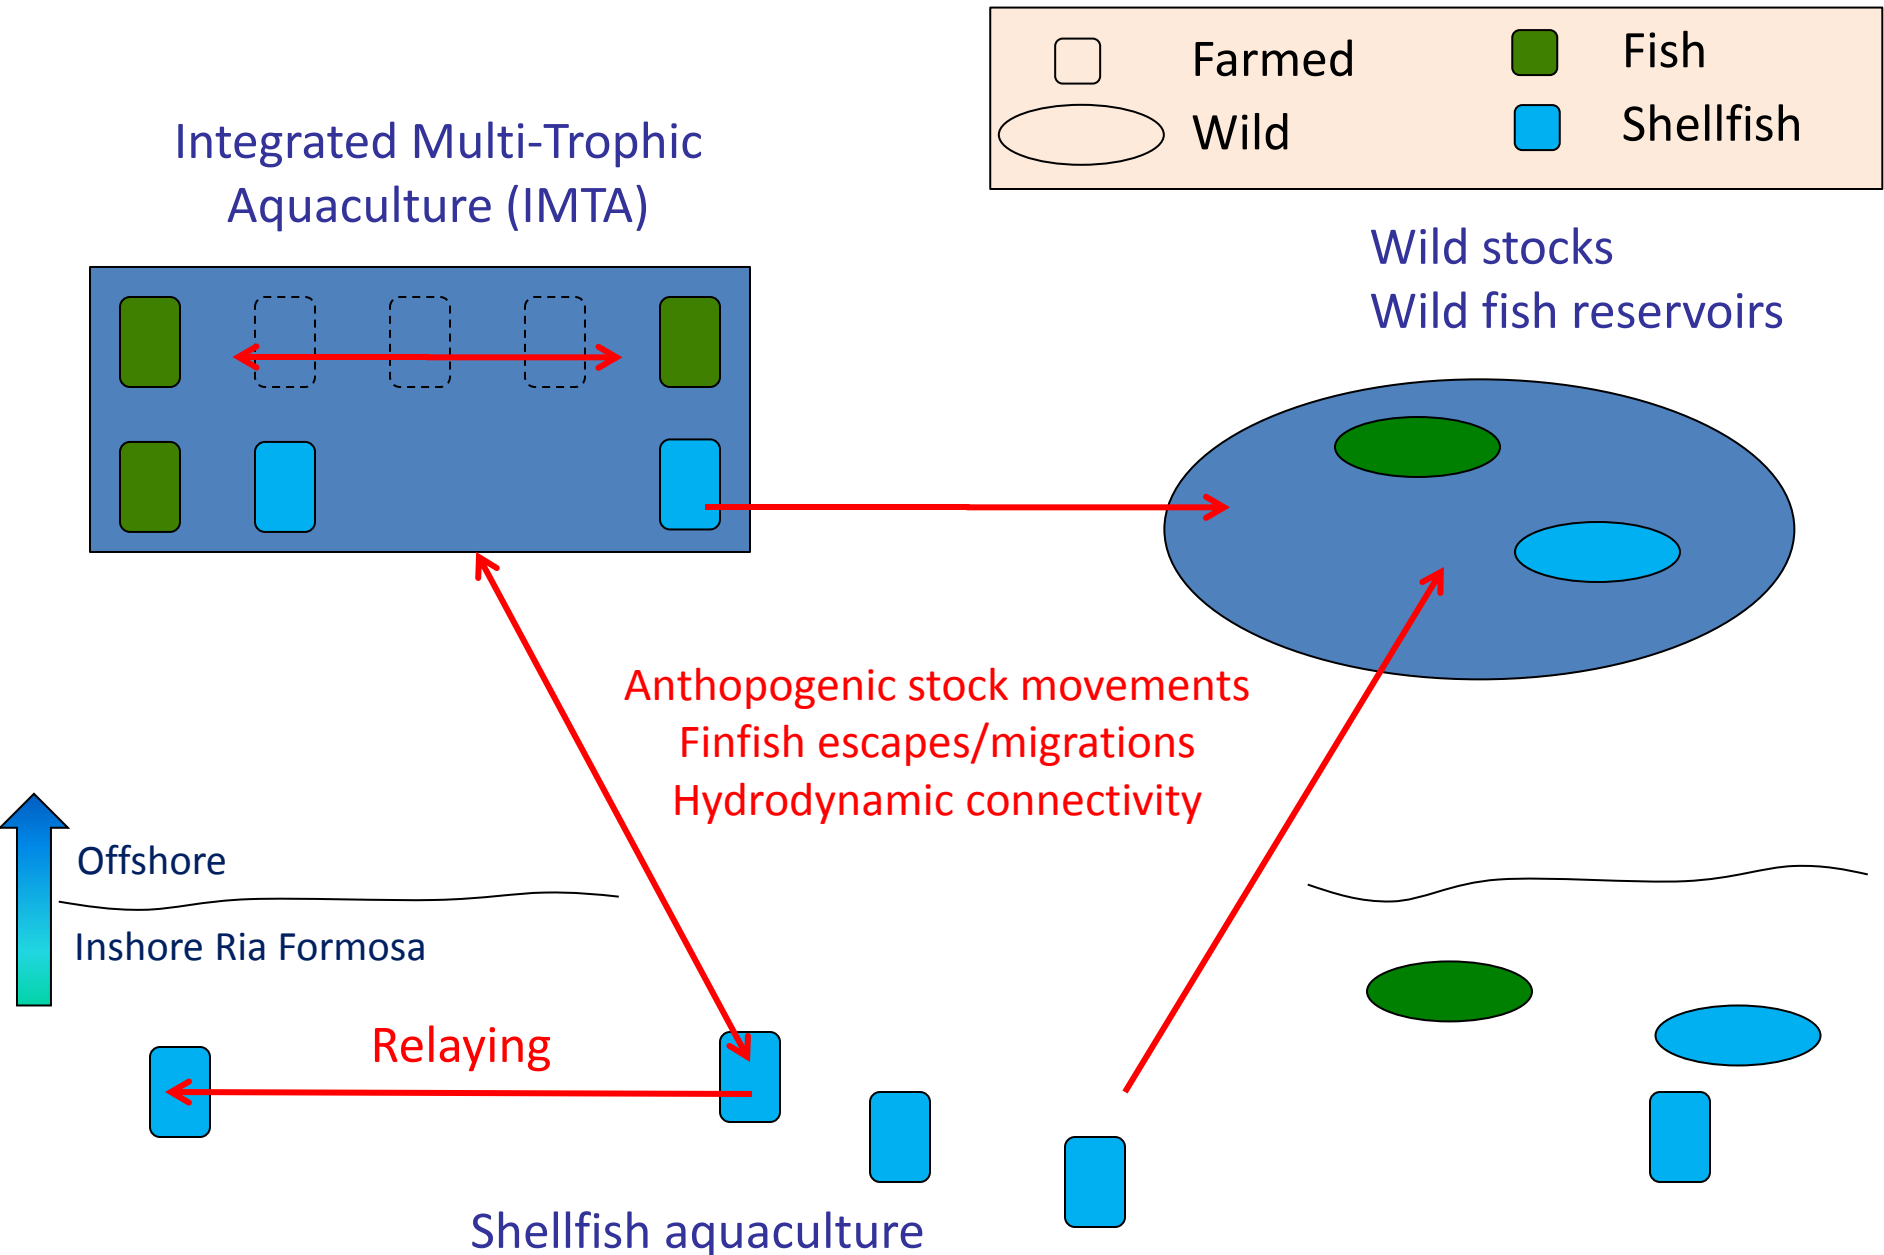 Farmed
Fish
Wild
Shellfish
Integrated Multi-Trophic
Aquaculture (IMTA)
Wild stocks
Wild fish reservoirs
Anthopogenic stock movements
Finfish escapes/migrations
Hydrodynamic connectivity
Offshore
Inshore Ria Formosa
Relaying
Shellfish aquaculture